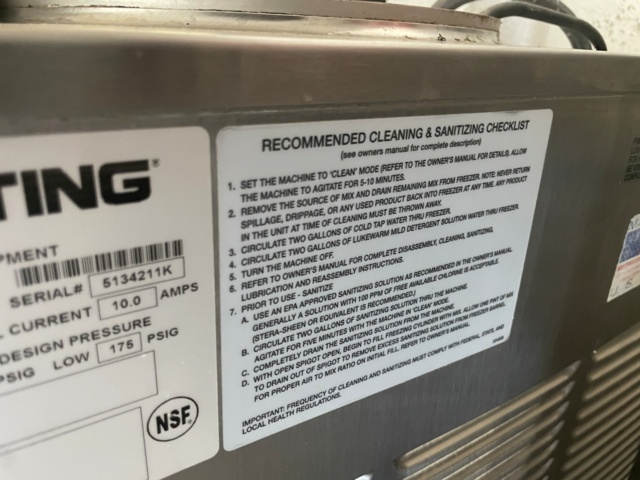 TING®
PMENT
SERIAL# 5134211K
L CURRENT 10.0 AMPS
DESIGN PRESSURE
PSIG LOW 175 PSIG
NSF®
RECOMMENDED CLEANING & SANITIZING CHECKLIST
(see owners manual for complete description)
1. SET THE MACHINE TO 'CLEAN' MODE (REFER TO THE OWNER'S MANUAL FOR DETAILS), ALLOW
THE MACHINE TO AGITATE FOR 5-10 MINUTES.
2. REMOVE THE SOURCE OF MIX AND DRAIN REMAINING MIX FROM FREEZER. NOTE: NEVER RETURN
SPILLAGE, DRIPPAGE, OR ANY USED PRODUCT BACK INTO FREEZER AT ANY TIME. ANY PRODUCT
IN THE UNIT AT TIME OF CLEANING MUST BE THROWN AWAY.
3. CIRCULATE TWO GALLONS OF COLD TAP WATER THRU FREEZER.
4. CIRCULATE TWO GALLONS OF LUKEWARM MILD DETERGENT SOLUTION WATER THRU FREEZER.
5. TURN THE MACHINE OFF.
6. REFER TO OWNER'S MANUAL FOR COMPLETE DISASSEMBLY, CLEANING, SANITIZING,
LUBRICATION AND REASSEMBLY INSTRUCTIONS.
7. PRIOR TO USE - SANITIZE
A. USE AN EPA APPROVED SANITIZING SOLUTION AS RECOMMENDED IN THE OWNER'S MANUAL.
GENERALLY A SOLUTION WITH 100 PPM OF FREE AVAILABLE CHLORINE IS ACCEPTABLE.
(STERA-SHEEN OR EQUIVALENT IS RECOMMENDED.)
B. CIRCULATE TWO GALLONS OF SANITIZING SOLUTION THRU THE MACHINE.
AGITATE FOR FIVE MINUTES WITH THE MACHINE IN 'CLEAN' MODE.
C. COMPLETELY DRAIN THE SANITIZING SOLUTION FROM THE MACHINE.
D. WITH OPEN SPIGOT OPEN, BEGIN TO FILL FREEZING CYLINDER WITH MIX. ALLOW ONE PINT OF MIX
TO DRAIN OUT OF SPIGOT TO REMOVE EXCESS SANITIZING SOLUTION FROM FREEZER BARREL.
FOR PROPER AIR TO MIX RATIO ON INITIAL FILL, REFER TO OWNER'S MANUAL.
IMPORTANT: FREQUENCY OF CLEANING AND SANITIZING MUST COMPLY WITH FEDERAL, STATE, AND
LOCAL HEALTH REGULATIONS.